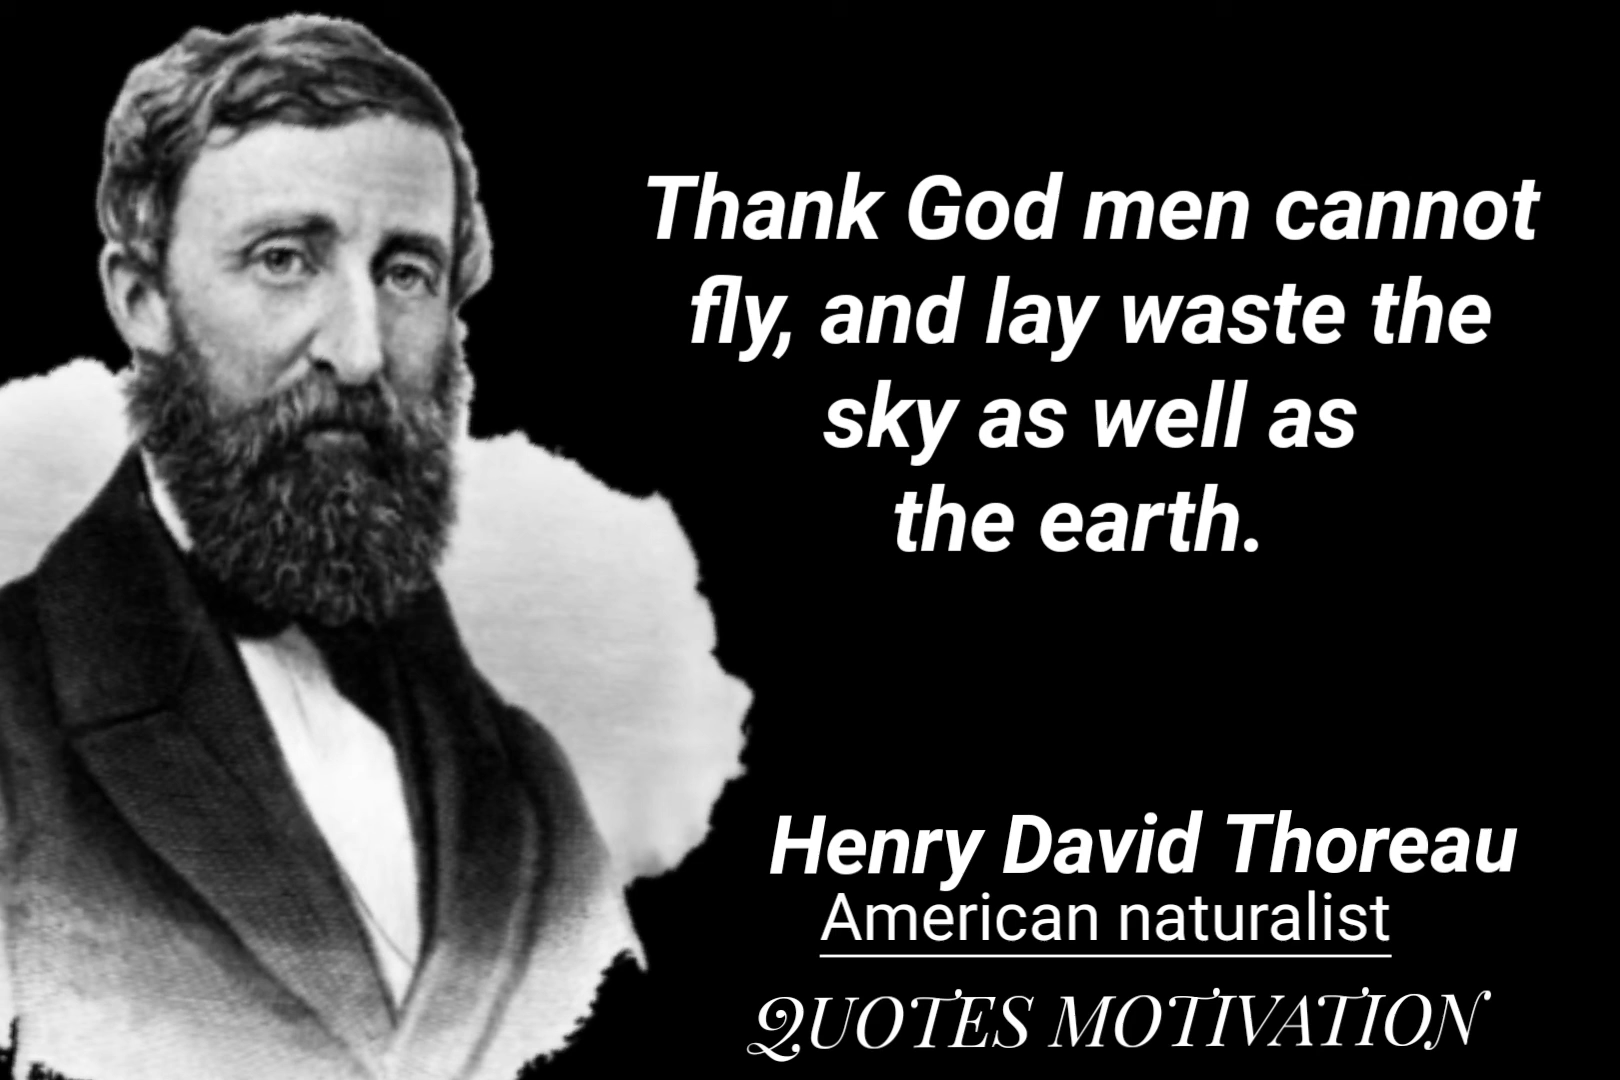 Thank God men cannot
fly, and lay waste the
sky as well as
the earth.
Henry David Thoreau
American naturalist
QUOTES MOTIVATION